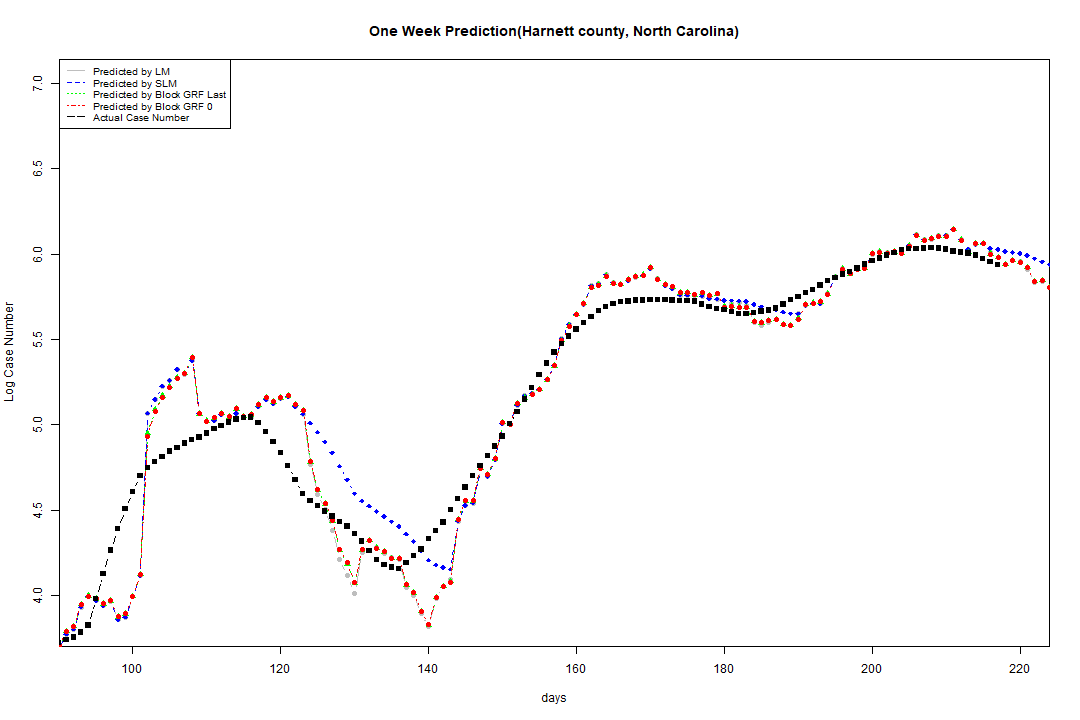 One Week Prediction(Harnett county, North Carolina)
Predicted by LM
Predicted by SLM
Predicted by Block GRF Last
Predicted by Block GRF 0
Actual Case Number
7.0
6.5
6.0
5.5
5.0
4.5
4.0
Log Case Number
100 120 140 160 180 200 220
days